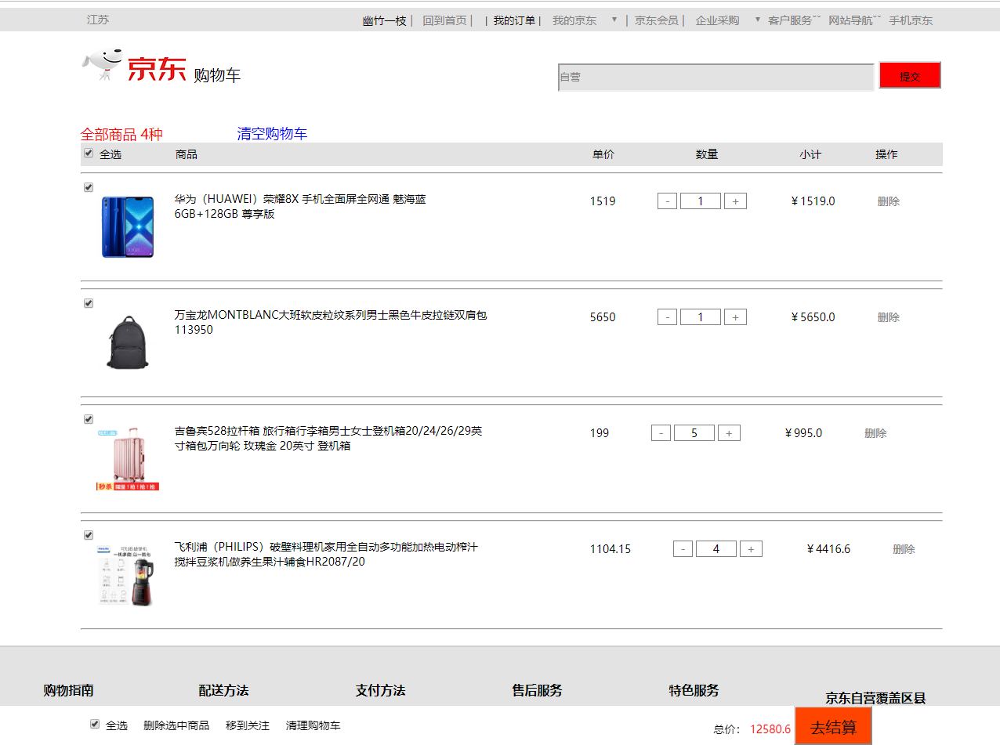 江苏 幽竹一枝 | 回到首页 | | 我的订单 | 我的京东 ▼ | 京东会员 | 企业采购 ▼ 客户服务ˇˇ 网站导航ˇˇ 手机京东
京东 购物车
自营 提交
全部商品 4种 清空购物车
全选 商品 单价 数量 小计 操作
华为（HUAWEI）荣耀8X 手机全面屏全网通 魅海蓝 1519 - 1 + ¥1519.0 删除
6GB+128GB 尊享版
万宝龙MONTBLANC大班软皮粒纹系列男士黑色牛皮拉链双肩包 5650 - 1 + ¥5650.0 删除
113950
吉鲁宾528拉杆箱 旅行箱行李箱男士女士登机箱20/24/26/29英 199 - 5 + ¥995.0 删除
寸箱包万向轮 玫瑰金 20英寸 登机箱
秒杀 限量！抢！抢！抢
飞利浦（PHILIPS）破壁料理机家用全自动多功能加热电动榨汁 1104.15 - 4 + ¥4416.6 删除
搅拌豆浆机做养生果汁辅食HR2087/20
购物指南 配送方法 支付方法 售后服务 特色服务 京东自营覆盖区县
全选 删除选中商品 移到关注 清理购物车 总价： 12580.6 去结算